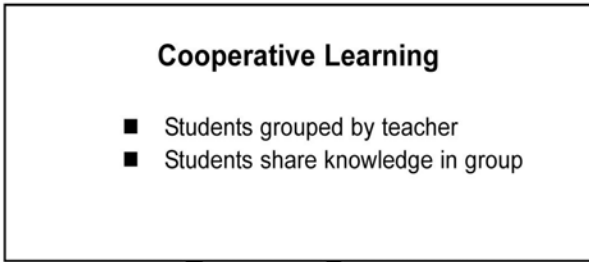 Cooperative Learning
■ Students grouped by teacher
■ Students share knowledge in group